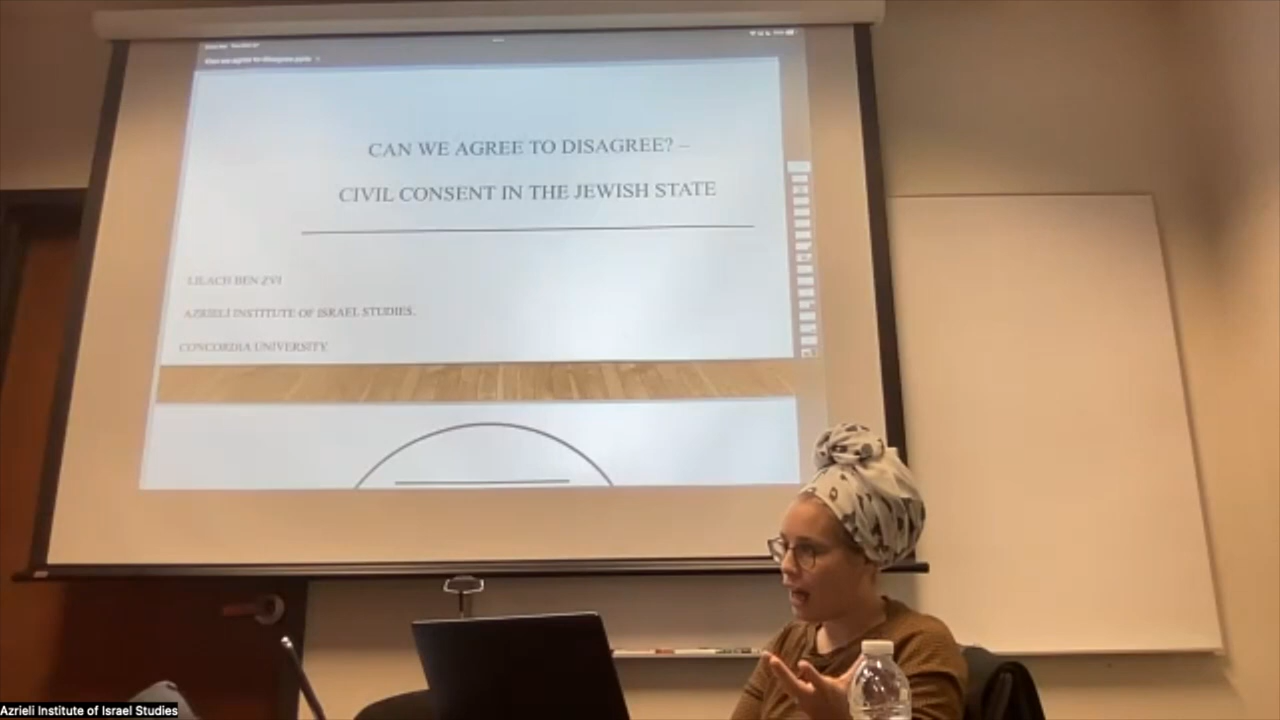 CAN WE AGREE TO DISAGREE? –
CIVIL CONSENT IN THE JEWISH STATE
LILACH BEN ZVI
AZRIELI INSTITUTE OF ISRAEL STUDIES.
CONCORDIA UNIVERSITY
Azrieli Institute of Israel Studies